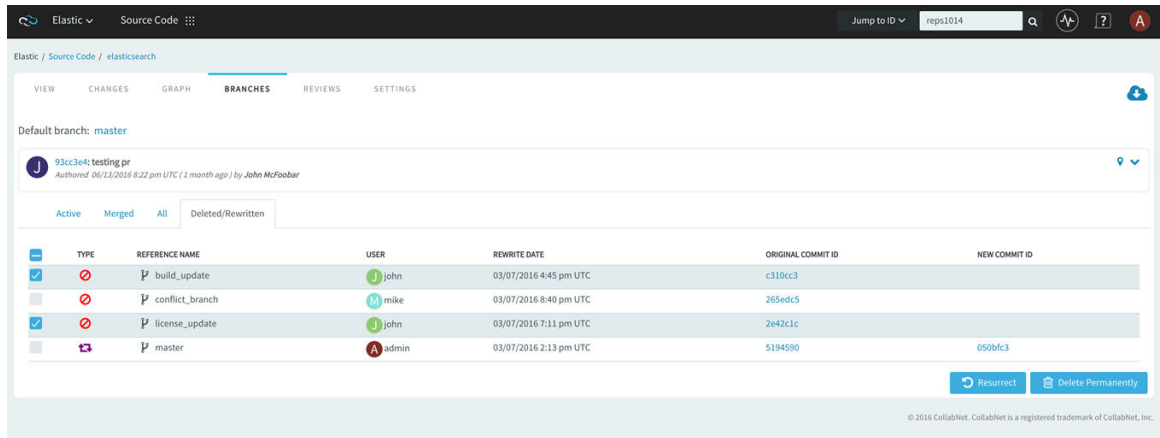 Elastic Source Code Jump to ID reps1014 ? A
Elastic / Source Code / elasticsearch
VIEW CHANGES GRAPH BRANCHES REVIEWS SETTINGS
Default branch: master
J 93cc3e4: testing pr
Authored 06/13/2016 8:22 pm UTC ( 1 month ago ) by John McFoobar
Active Merged All Deleted/Rewritten
TYPE REFERENCE NAME USER REWRITE DATE ORIGINAL COMMIT ID NEW COMMIT ID
build_update J john 03/07/2016 4:45 pm UTC c310cc3
conflict_branch M mike 03/07/2016 8:40 pm UTC 265edc5
license_update J john 03/07/2016 7:11 pm UTC 2e42c1c
master A admin 03/07/2016 2:13 pm UTC 5194590 050bfc3
Resurrect Delete Permanently
© 2016 CollabNet. CollabNet is a registered trademark of CollabNet, Inc.